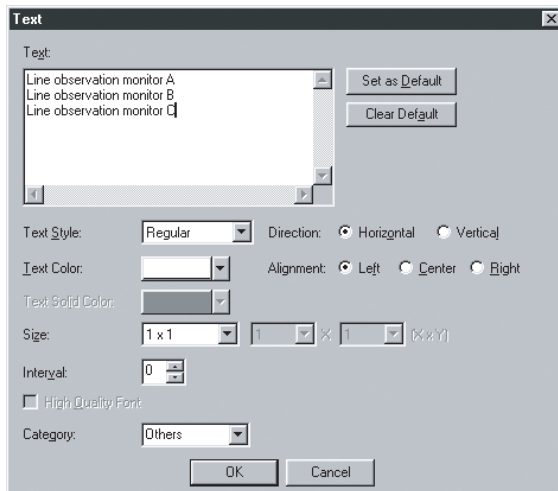 Text
Text:
Line observation monitor A
Line observation monitor B
Line observation monitor C
Set as Default
Clear Default
Text Style: Regular Direction: Horizontal Vertical
Text Color: Alignment: Left Center Right
Text Solid Color:
Size: 1 x 1 1 X 1 (X x Y)
Interval: 0
High Quality Font
Category: Others
OK Cancel